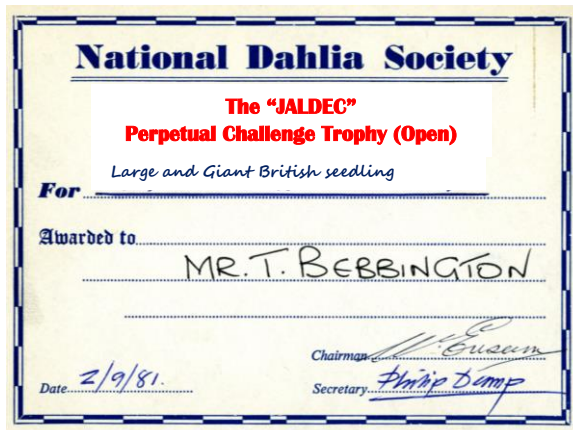 National Dahlia Society
The “JALDEC”
Perpetual Challenge Trophy (Open)
Large and Giant British seedling
For
Awarded to
MR. T. BEBBINGTON
Chairman
Date 2/9/81.
Secretary Philip Damp